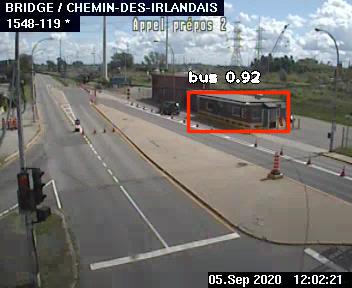 BRIDGE / CHEMIN-DES-IRLANDAIS
1548-119 *
Appel prépos 2
bus 0.92
05.Sep 2020 12:02:21